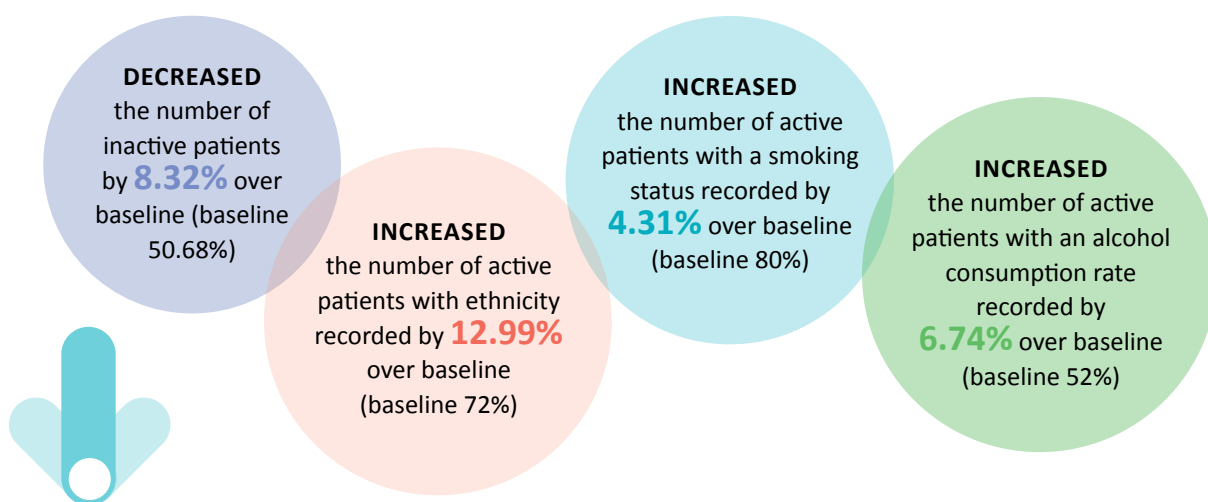 DECREASED
the number of
inactive patients
by 8.32% over
baseline (baseline
50.68%)
INCREASED
the number of active
patients with ethnicity
recorded by 12.99%
over baseline
(baseline 72%)
INCREASED
the number of active
patients with a smoking
status recorded by
4.31% over baseline
(baseline 80%)
INCREASED
the number of active
patients with an alcohol
consumption rate
recorded by
6.74% over baseline
(baseline 52%)